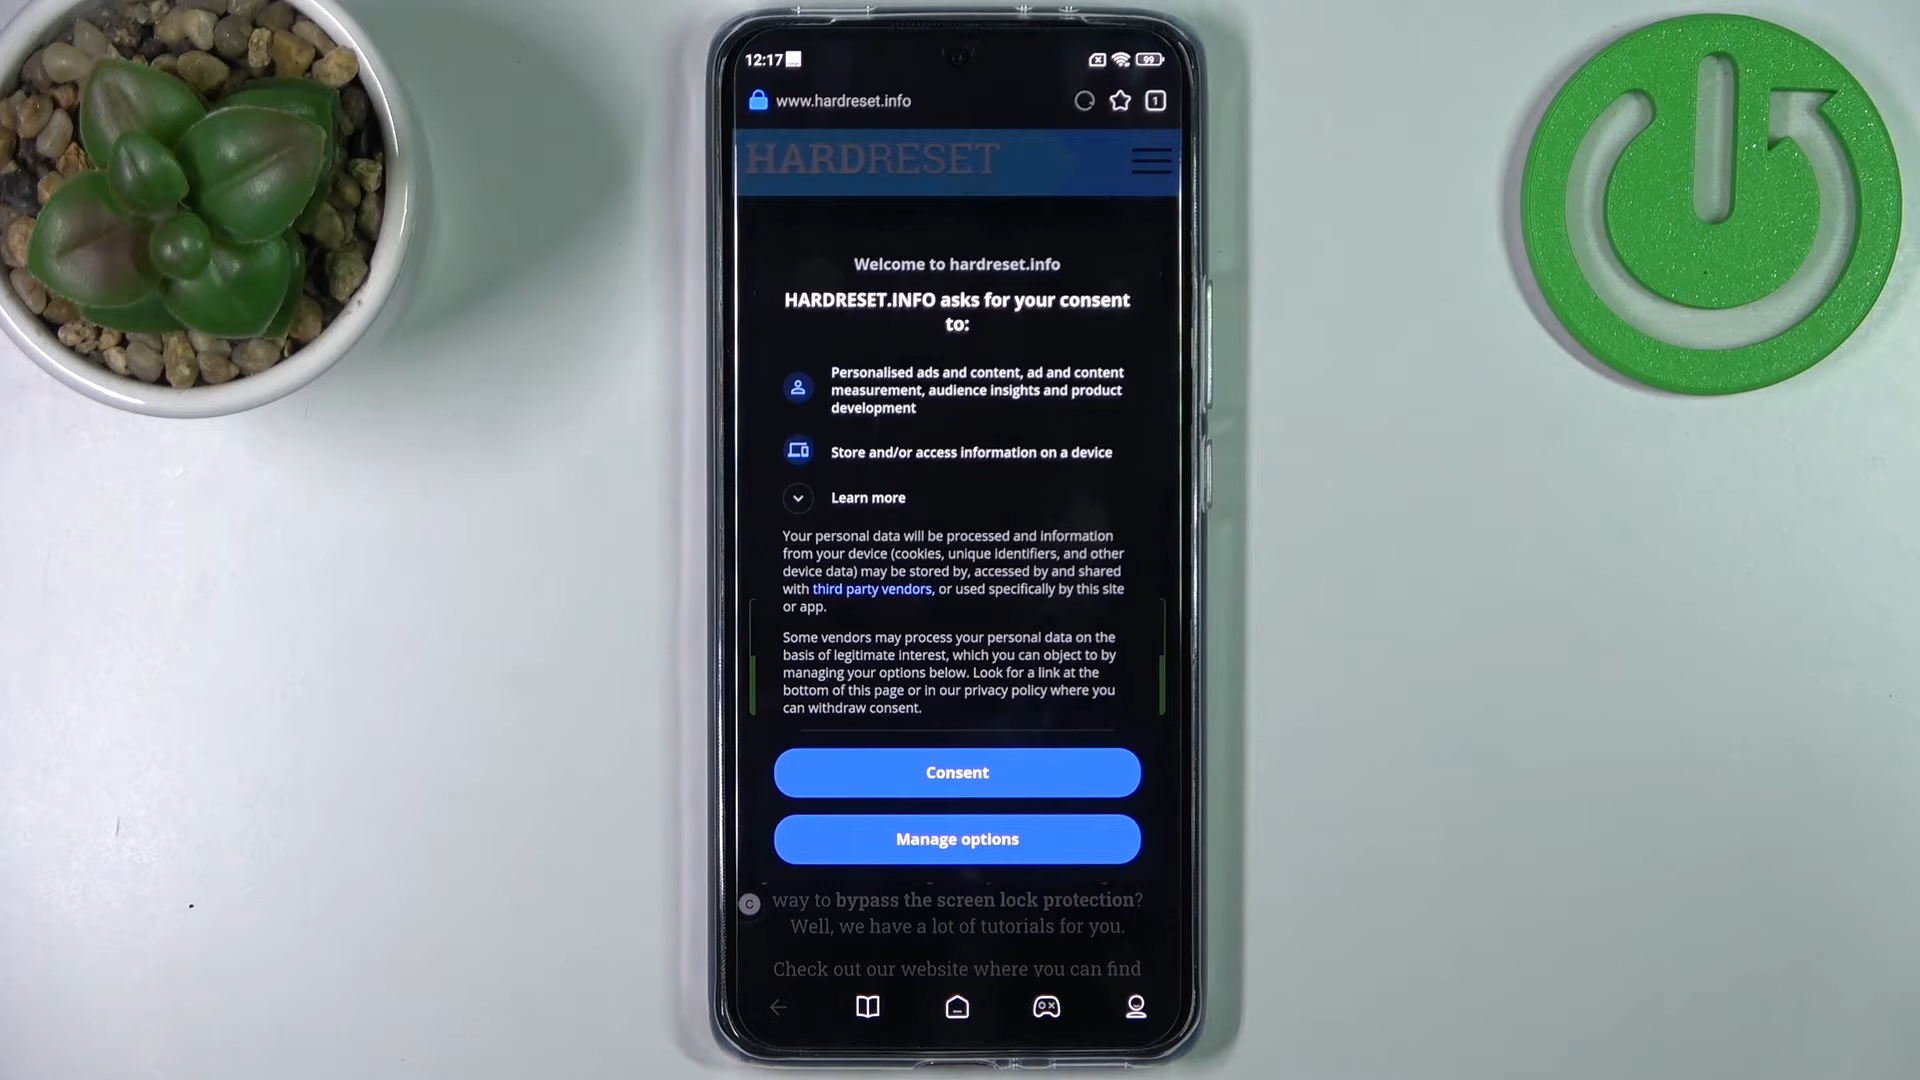 12:17
99
www.hardreset.info
1
HARDRESET
Welcome to hardreset.info
HARDRESET.INFO asks for your consent
to:
Personalised ads and content, ad and content
measurement, audience insights and product
development
Store and/or access information on a device
Learn more
Your personal data will be processed and information
from your device (cookies, unique identifiers, and other
device data) may be stored by, accessed by and shared
with third party vendors, or used specifically by this site
or app.
Some vendors may process your personal data on the
basis of legitimate interest, which you can object to by
managing your options below. Look for a link at the
bottom of this page or in our privacy policy where you
can withdraw consent.
Consent
Manage options
C
way to bypass the screen lock protection?
Well, we have a lot of tutorials for you.
Check out our website where you can find